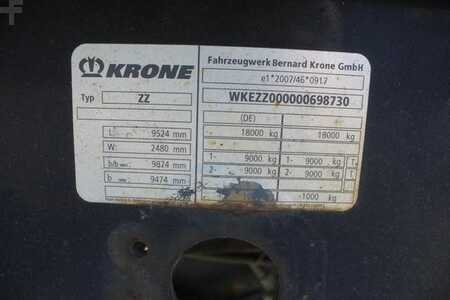 KRONE
Fahrzeugwerk Bernard Krone GmbH
e1*2007/46*0917
Typ ZZ
WKEZZ000000698730
(DE)
L: 9524 mm
W: 2480 mm
b/b 9824 mm
b 9474 mm
18000 kg 18000 kg
1- 9000 kg 1- 9000 kg
2- 9000 kg 2- 9000 kg
1000 kg